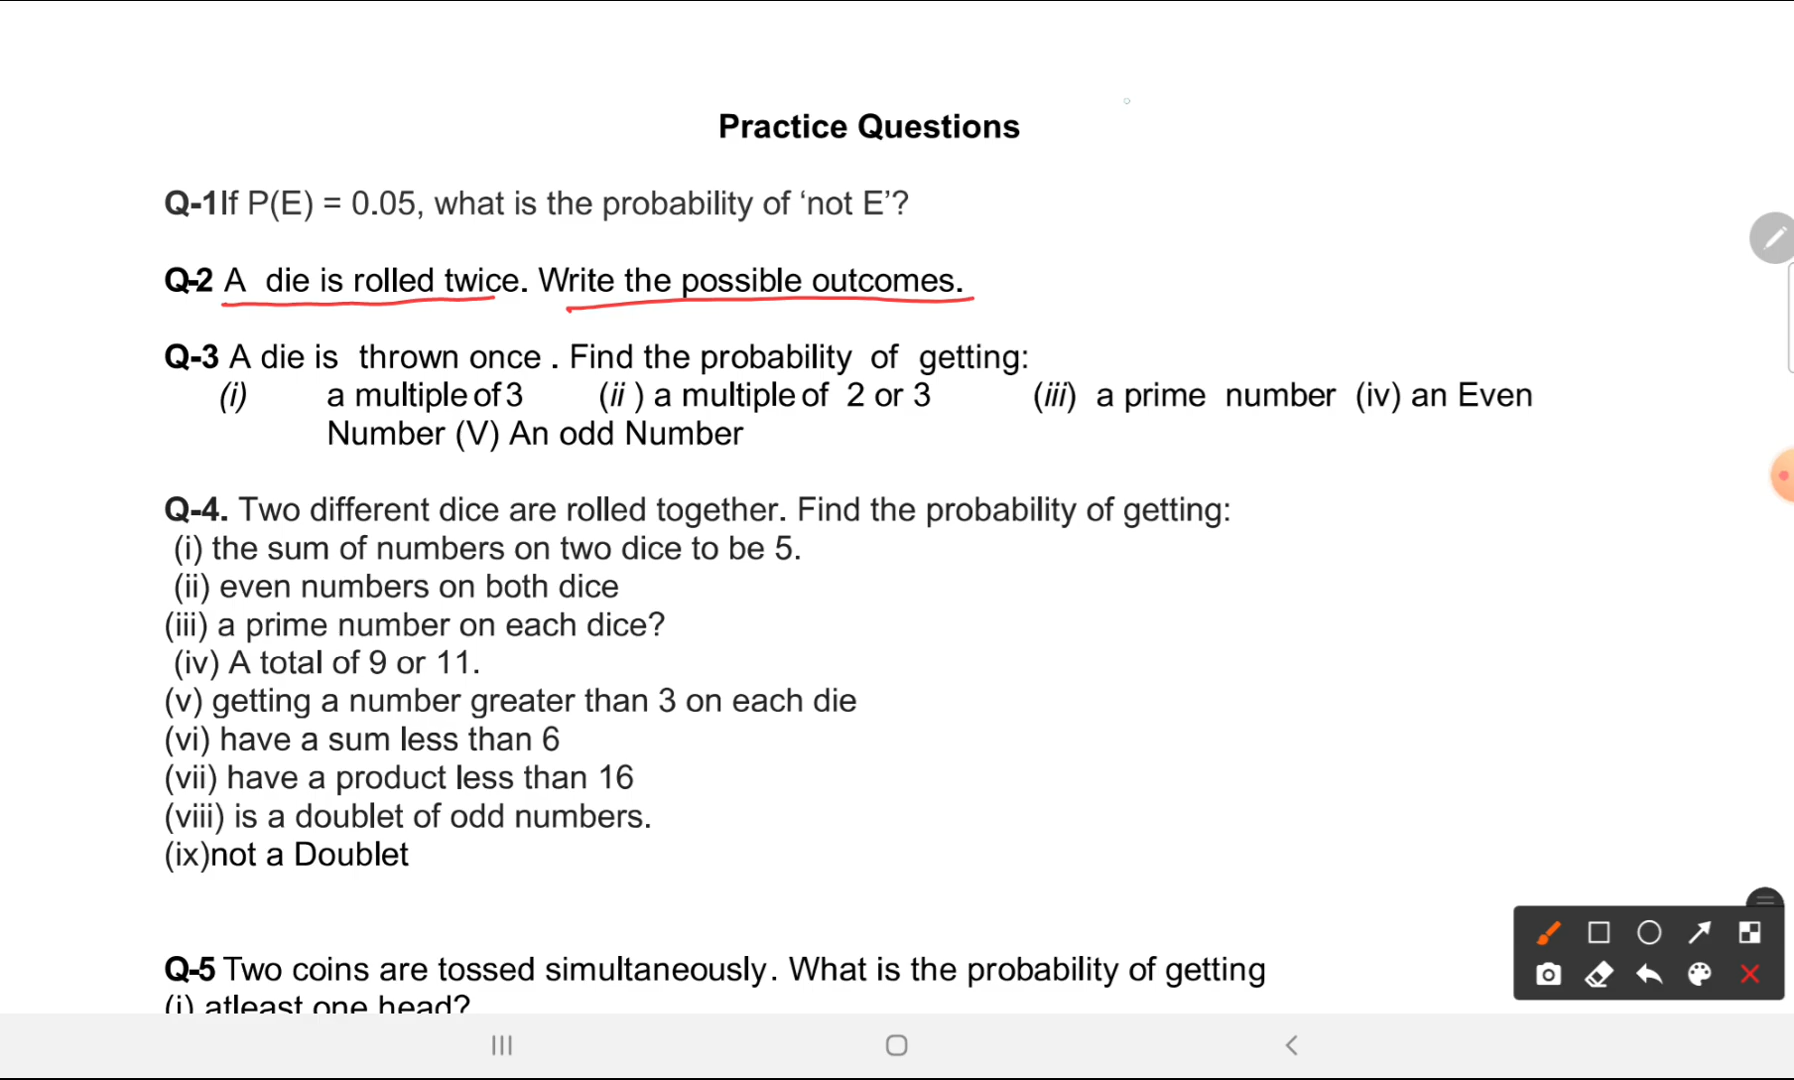 Practice Questions
Q-1If P(E) = 0.05, what is the probability of ‘not E’?
Q-2 A die is rolled twice. Write the possible outcomes.
Q-3 A die is thrown once . Find the probability of getting:
(i) a multiple of 3 (ii ) a multiple of 2 or 3 (iii) a prime number (iv) an Even
Number (V) An odd Number
Q-4. Two different dice are rolled together. Find the probability of getting:
(i) the sum of numbers on two dice to be 5.
(ii) even numbers on both dice
(iii) a prime number on each dice?
(iv) A total of 9 or 11.
(v) getting a number greater than 3 on each die
(vi) have a sum less than 6
(vii) have a product less than 16
(viii) is a doublet of odd numbers.
(ix)not a Doublet
Q-5 Two coins are tossed simultaneously. What is the probability of getting
(i) atleast one head?